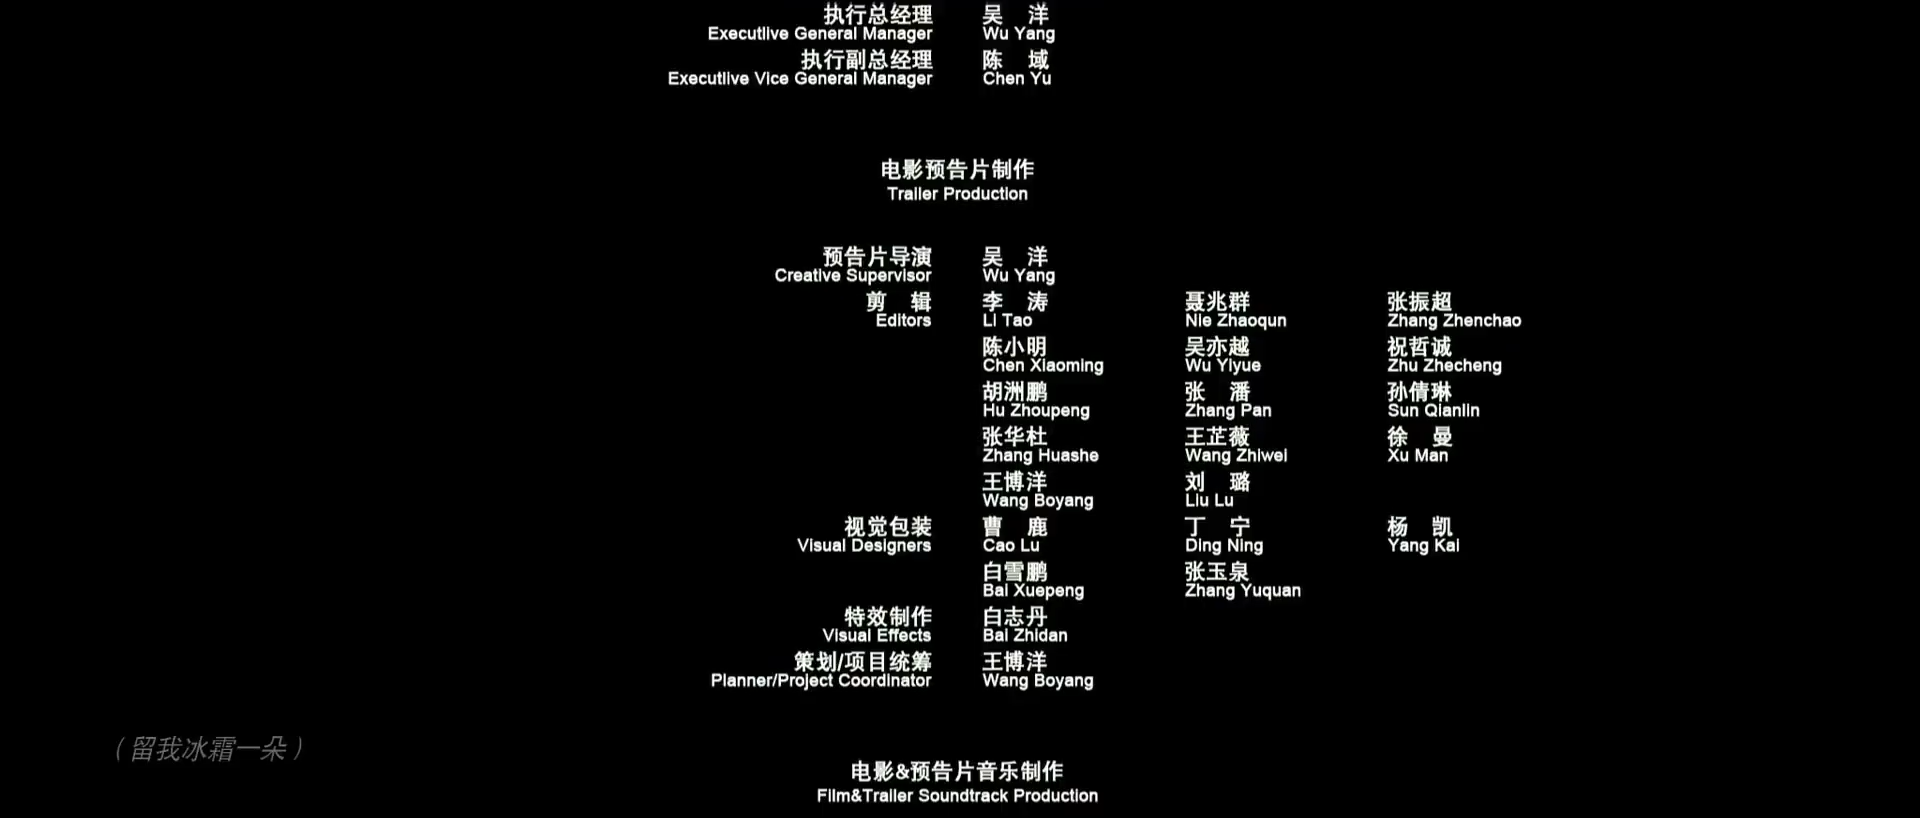 执行总经理 吴 洋
Executlive General Manager Wu Yang
执行副总经理 陈 域
Executlive Vice General Manager Chen Yu
电影预告片制作
Trailer Production
预告片导演 吴 洋
Creative Supervisor Wu Yang
剪 辑 李 涛 聂兆群 张振超
Editors Li Tao Nie Zhaoqun Zhang Zhenchao
陈小明 吴亦越 祝哲诚
Chen Xiaoming Wu Yiyue Zhu Zhecheng
胡洲鹏 张 潘 孙倩琳
Hu Zhoupeng Zhang Pan Sun Qianlin
张华杜 王芷薇 徐 曼
Zhang Huashe Wang Zhiwei Xu Man
王博洋 刘 璐
Wang Boyang Liu Lu
视觉包装 曹 鹿 丁 宁 杨 凯
Visual Designers Cao Lu Ding Ning Yang Kai
白雪鹏 张玉泉
Bai Xuepeng Zhang Yuquan
特效制作 白志丹
Visual Effects Bai Zhidan
策划/项目统筹 王博洋
Planner/Project Coordinator Wang Boyang
（留我冰霜一朵）
电影&预告片音乐制作
Film&Trailer Soundtrack Production